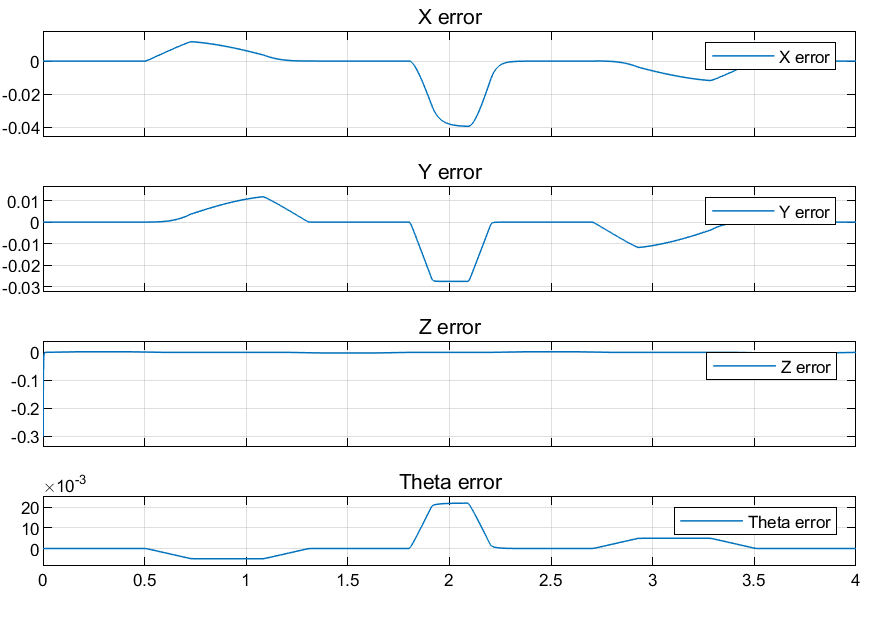 X error
0
-0.02
-0.04
X error
Y error
0.01
0
-0.01
-0.02
-0.03
Y error
Z error
0
-0.1
-0.2
-0.3
Z error
Theta error
×10-3
20
10
0
Theta error
0 0.5 1 1.5 2 2.5 3 3.5 4